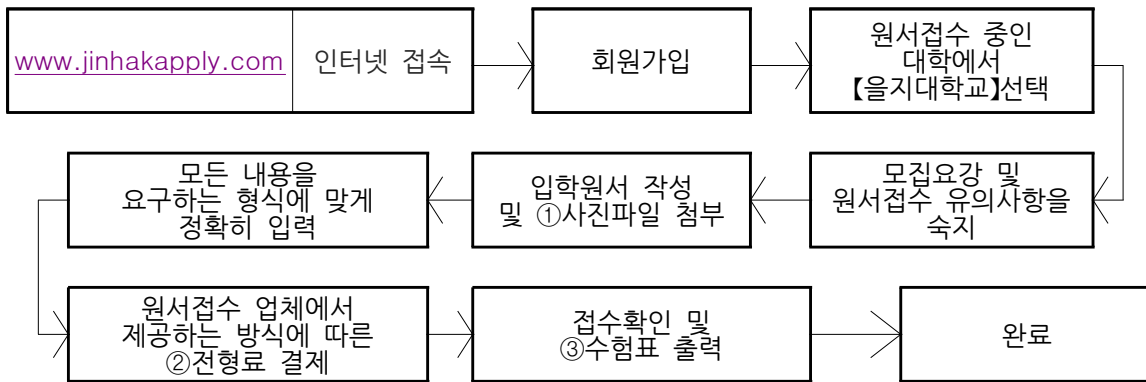 www.jinhakapply.com
인터넷 접속
회원가입
원서접수 중인
대학에서
【을지대학교】선택
모집요강 및
원서접수 유의사항을
숙지
입학원서 작성
및 ①사진파일 첨부
모든 내용을
요구하는 형식에 맞게
정확히 입력
원서접수 업체에서
제공하는 방식에 따른
②전형료 결제
접수확인 및
③수험표 출력
완료